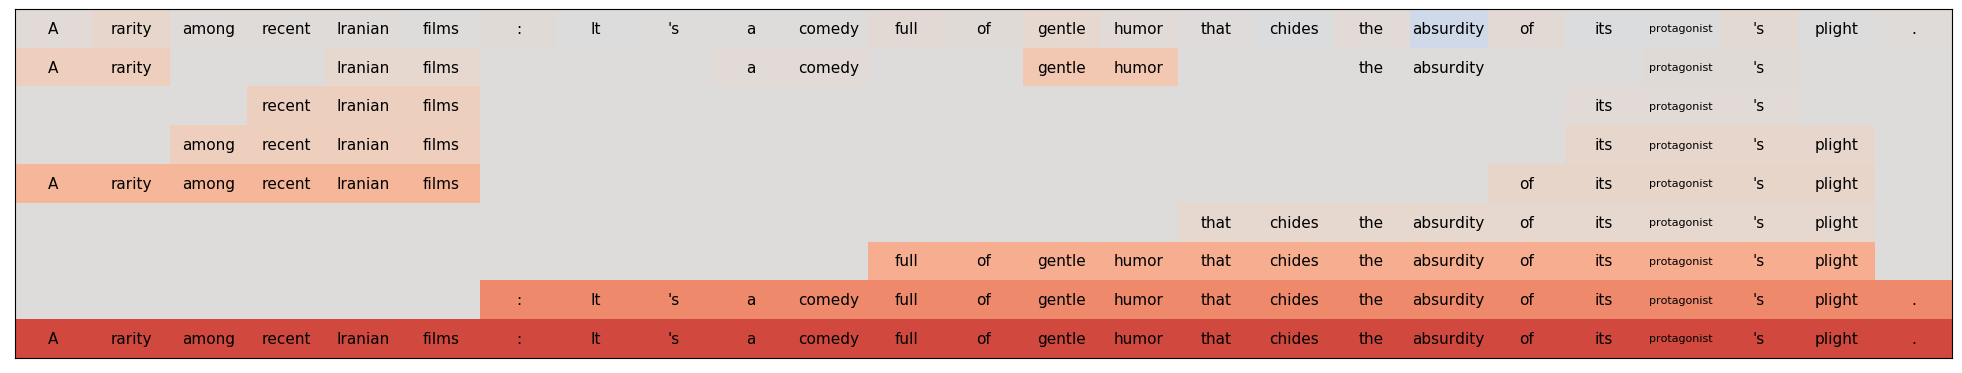 A rarity among recent Iranian films : It 's a comedy full of gentle humor that chides the absurdity of its protagonist 's plight .
A rarity Iranian films a comedy gentle humor the absurdity protagonist 's
recent Iranian films its protagonist 's
among recent Iranian films its protagonist 's plight
A rarity among recent Iranian films of its protagonist 's plight
that chides the absurdity of its protagonist 's plight
full of gentle humor that chides the absurdity of its protagonist 's plight
: It 's a comedy full of gentle humor that chides the absurdity of its protagonist 's plight .
A rarity among recent Iranian films : It 's a comedy full of gentle humor that chides the absurdity of its protagonist 's plight .